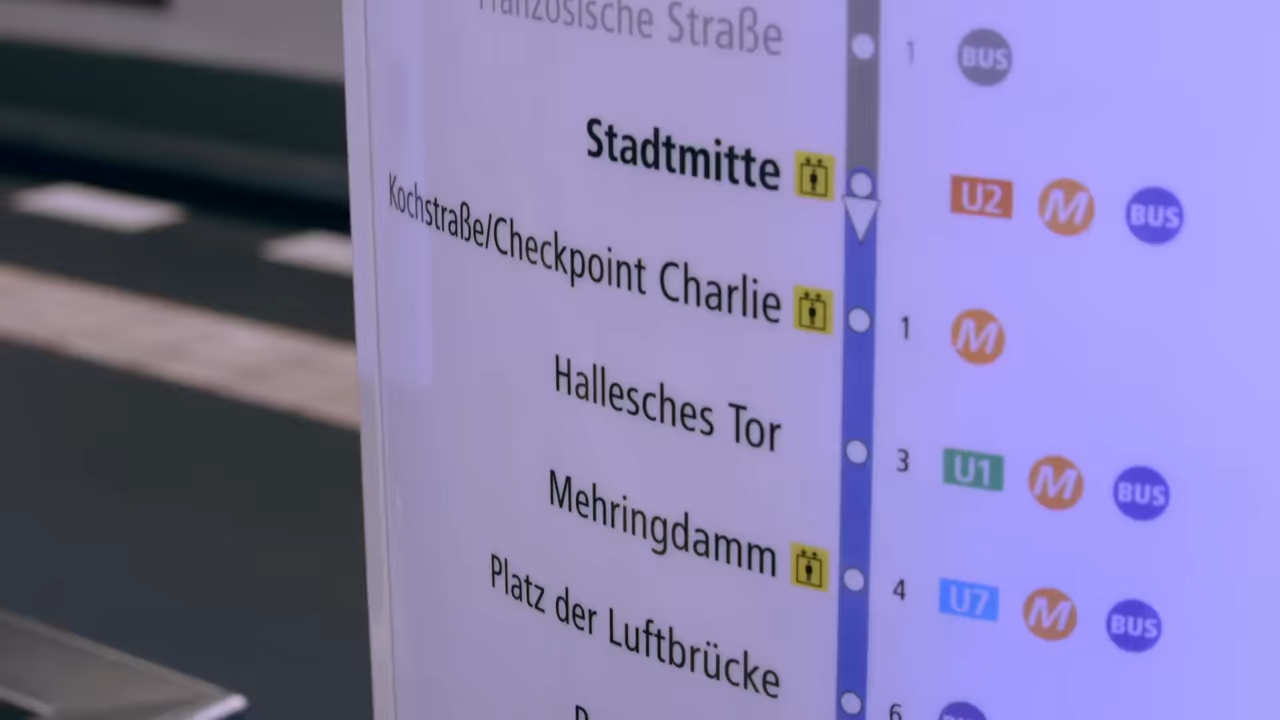 Französische Straße 1 BUS
Stadtmitte U2 M BUS
Kochstraße/Checkpoint Charlie 1 M
Hallesches Tor 3 U1 M BUS
Mehringdamm 4 U7 M BUS
Platz der Luftbrücke 6 BUS